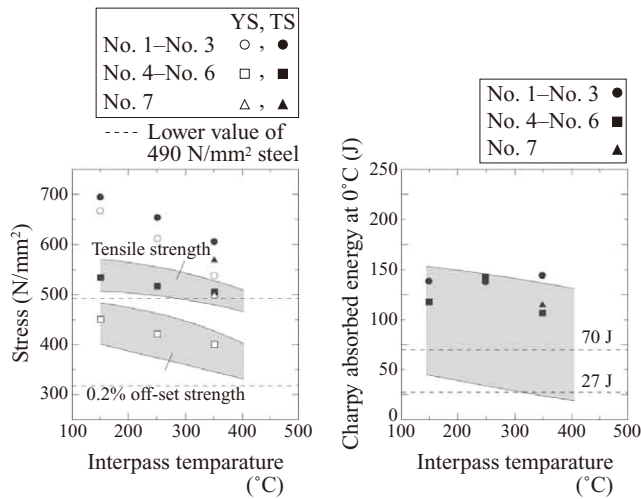 YS, TS
No. 1–No. 3 ○ , ●
No. 4–No. 6 □ , ■
No. 7 △ , ▲
---- Lower value of
490 N/mm² steel
700
600
500
400
300
Stress (N/mm²)
Tensile strength
0.2% off-set strength
100 200 300 400 500
Interpass temparature
(˚C)
No. 1–No. 3 ●
No. 4–No. 6 ■
No. 7 ▲
250
200
150
100
50
0
Charpy absorbed energy at 0˚C (J)
70 J
27 J
100 200 300 400 500
Interpass temparature
(˚C)